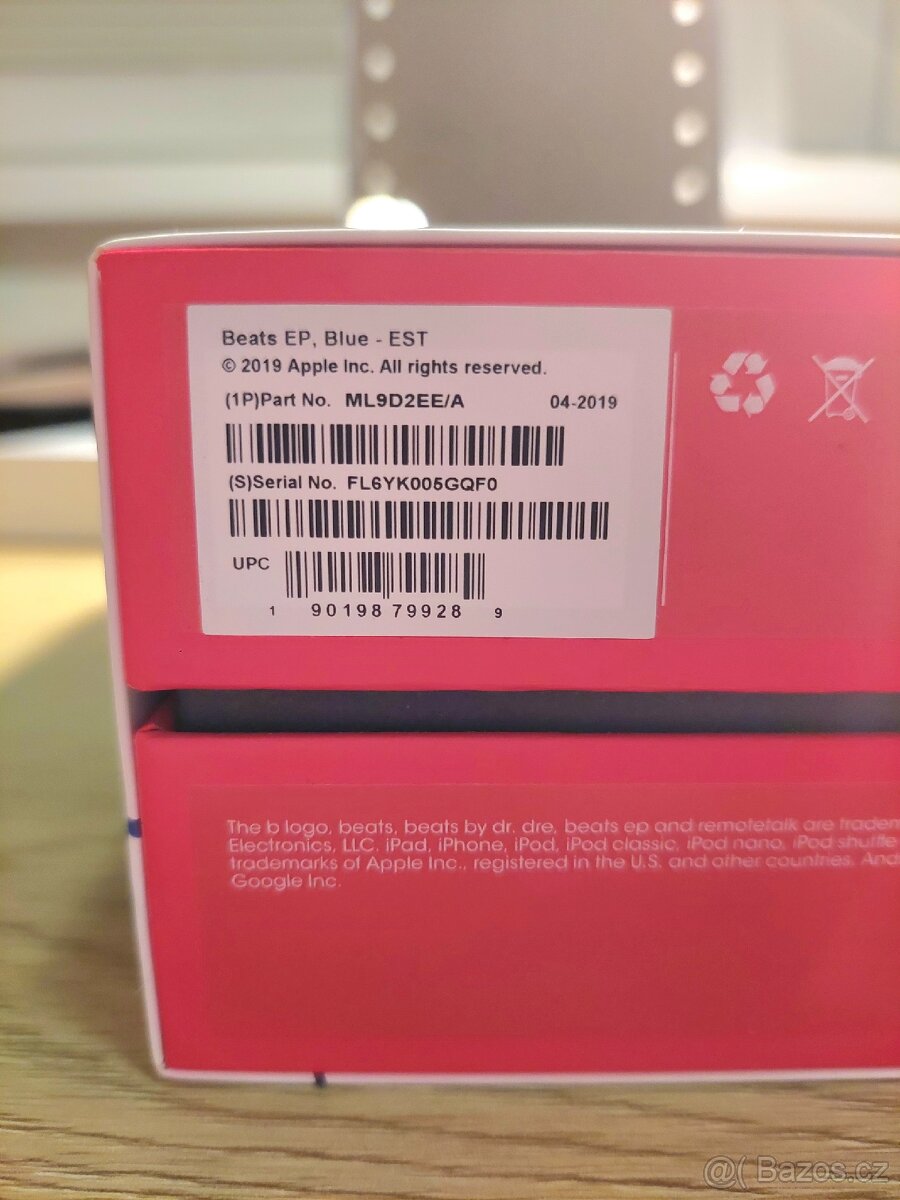 Beats EP, Blue - EST
© 2019 Apple Inc. All rights reserved.
(1P)Part No. ML9D2EE/A 04-2019
(S)Serial No. FL6YK005GQF0
UPC
1 90198 79928 9
The b logo, beats, beats by dr. dre, beats ep and remotetalk are tradem
Electronics, LLC. iPad, iPhone, iPod, iPod classic, iPod nano, iPod shuffle
trademarks of Apple Inc., registered in the U.S. and other countries. And
Google Inc.
@( Bazos.cz